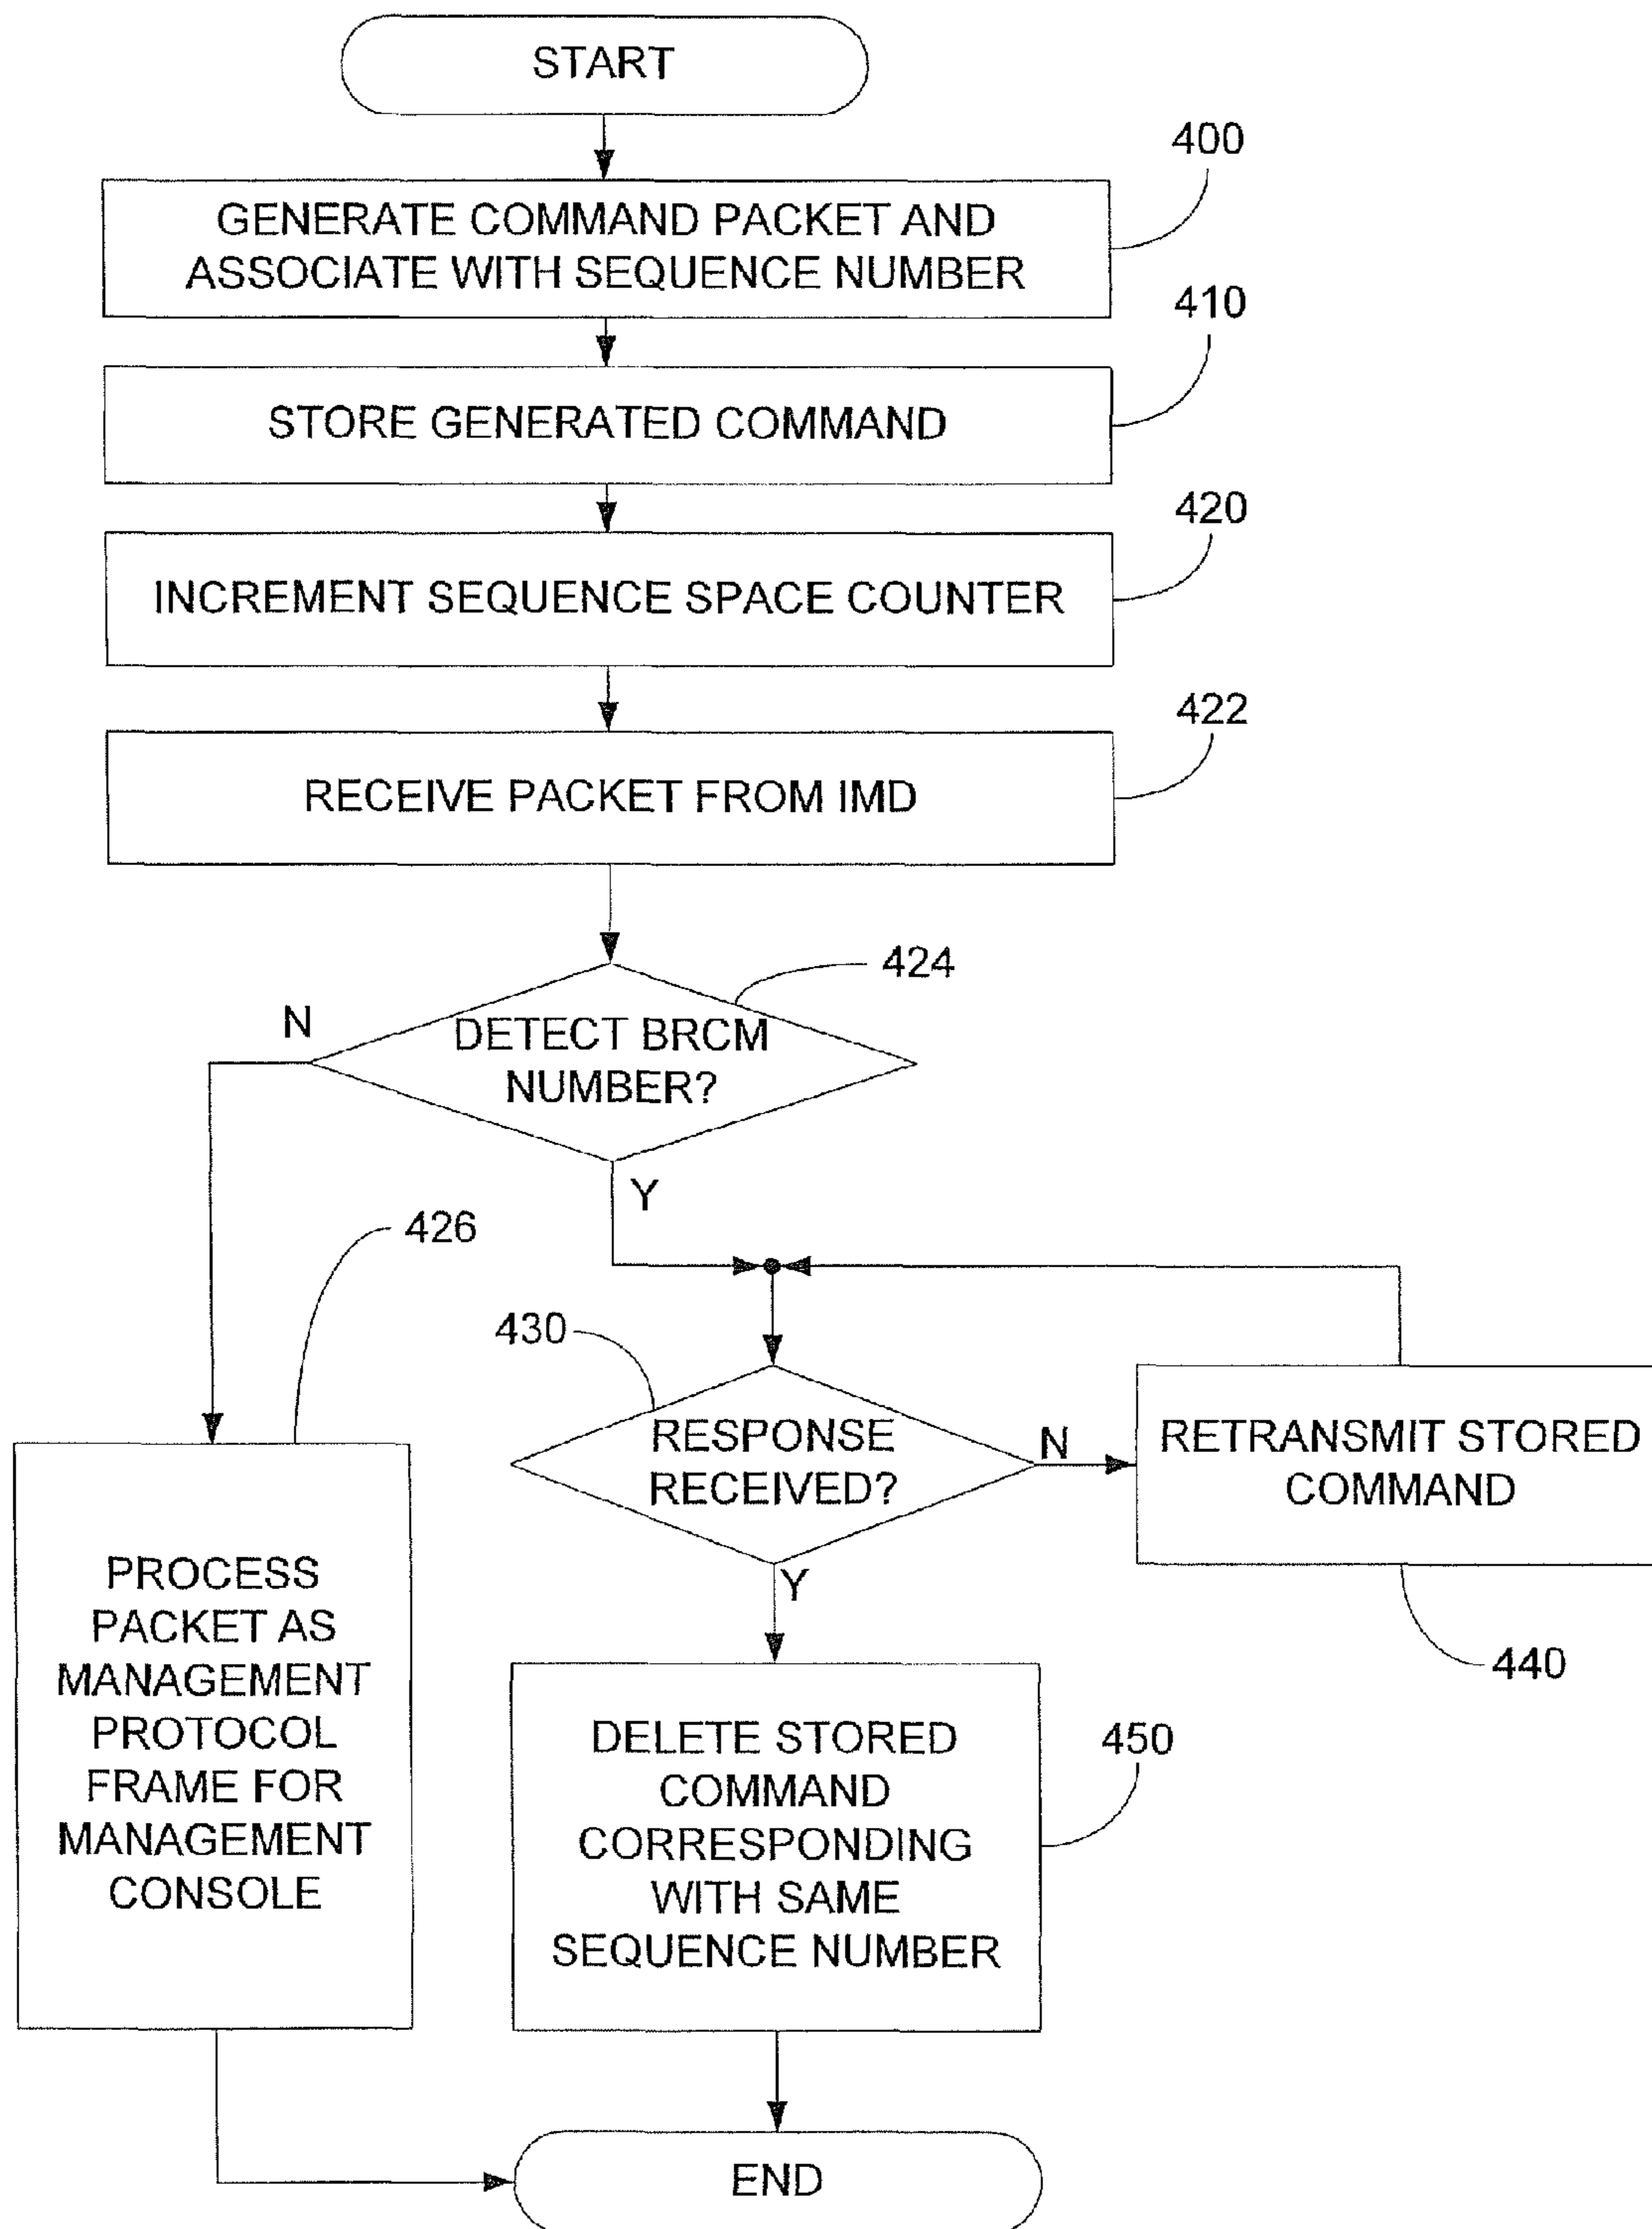 START
400
GENERATE COMMAND PACKET AND
ASSOCIATE WITH SEQUENCE NUMBER
410
STORE GENERATED COMMAND
420
INCREMENT SEQUENCE SPACE COUNTER
422
RECEIVE PACKET FROM IMD
424
N
DETECT BRCM
NUMBER?
Y
426
430
RESPONSE
RECEIVED?
N
RETRANSMIT STORED
COMMAND
Y
440
PROCESS
PACKET AS
MANAGEMENT
PROTOCOL
FRAME FOR
MANAGEMENT
CONSOLE
DELETE STORED
COMMAND
CORRESPONDING
WITH SAME
SEQUENCE NUMBER
450
END